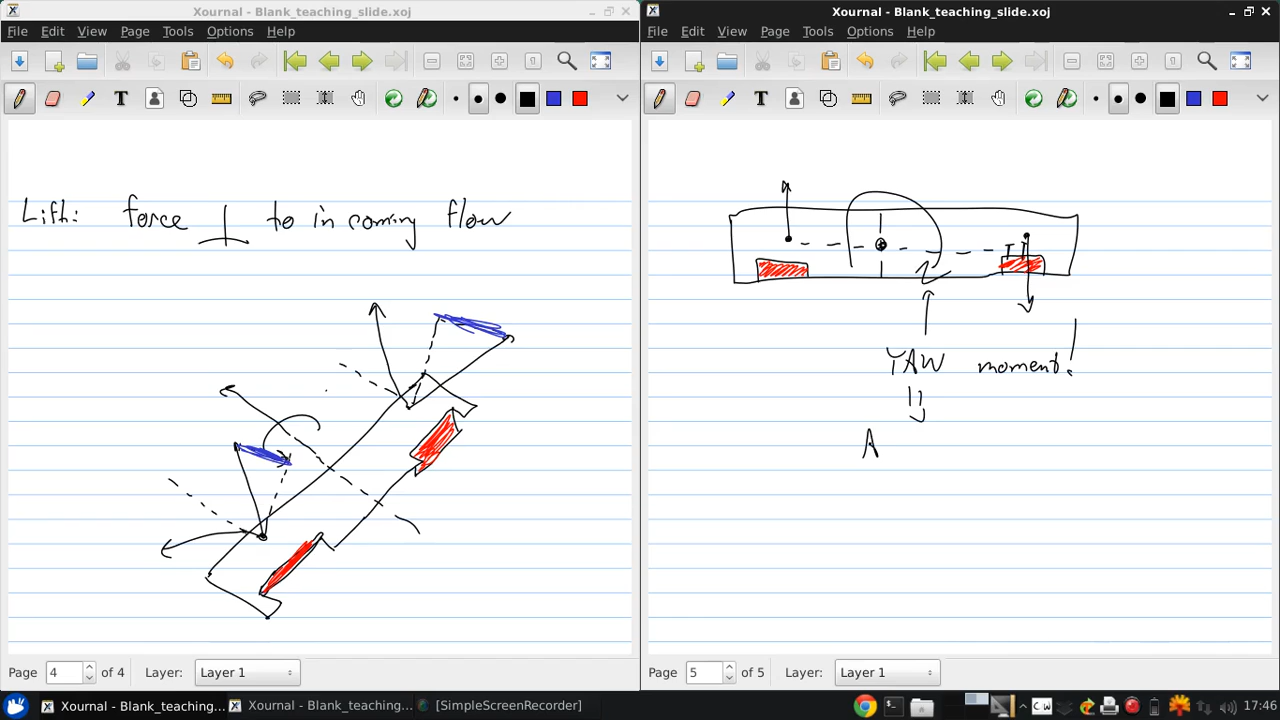 Xournal - Blank_teaching_slide.xoj
File Edit View Page Tools Options Help
Lift: force ⊥ to in coming flow
Page 4 of 4 Layer: Layer 1
Xournal - Blank_teaching_slide.xoj
File Edit View Page Tools Options Help
YAW moment!
A
Page 5 of 5 Layer: Layer 1
Xournal - Blank_teaching... Xournal - Blank_teaching... [SimpleScreenRecorder] 17:46